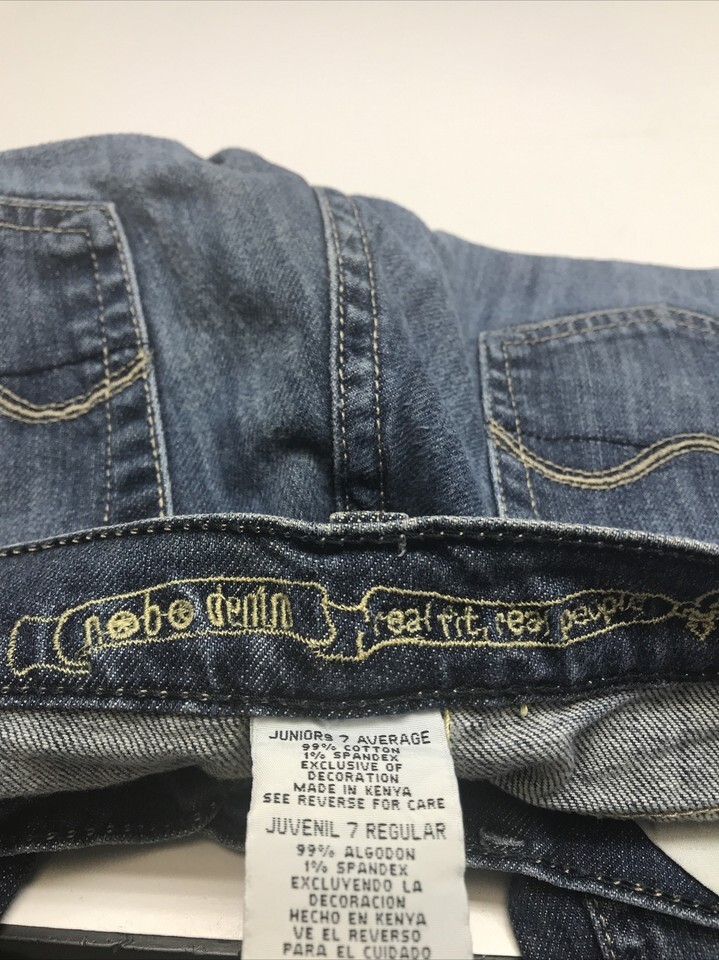 nobo denim
real fit, real people
JUNIORS 7 AVERAGE
99% COTTON
1% SPANDEX
EXCLUSIVE OF
DECORATION
MADE IN KENYA
SEE REVERSE FOR CARE
JUVENIL 7 REGULAR
99% ALGODON
1% SPANDEX
EXCLUYENDO LA
DECORACION
HECHO EN KENYA
VE EL REVERSO
PARA EL CUIDADO